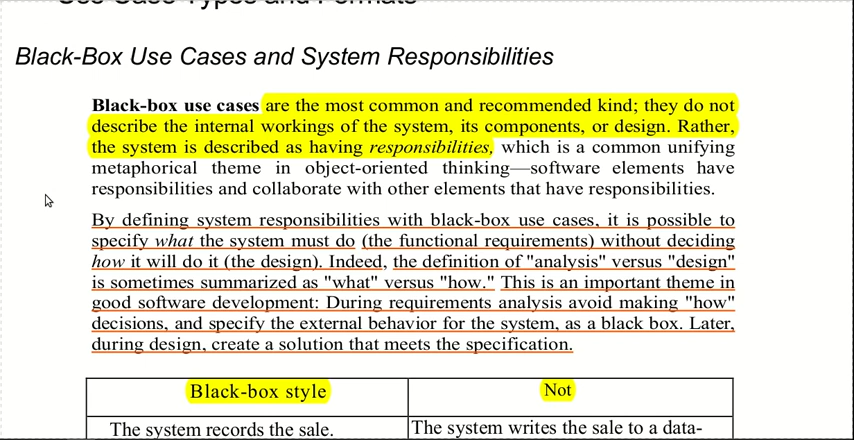 Use Case Types and Formats
Black-Box Use Cases and System Responsibilities
Black-box use cases are the most common and recommended kind; they do not
describe the internal workings of the system, its components, or design. Rather,
the system is described as having responsibilities, which is a common unifying
metaphorical theme in object-oriented thinking—software elements have
responsibilities and collaborate with other elements that have responsibilities.
By defining system responsibilities with black-box use cases, it is possible to
specify what the system must do (the functional requirements) without deciding
how it will do it (the design). Indeed, the definition of "analysis" versus "design"
is sometimes summarized as "what" versus "how." This is an important theme in
good software development: During requirements analysis avoid making "how"
decisions, and specify the external behavior for the system, as a black box. Later,
during design, create a solution that meets the specification.
Black-box style Not
The system records the sale. The system writes the sale to a data-